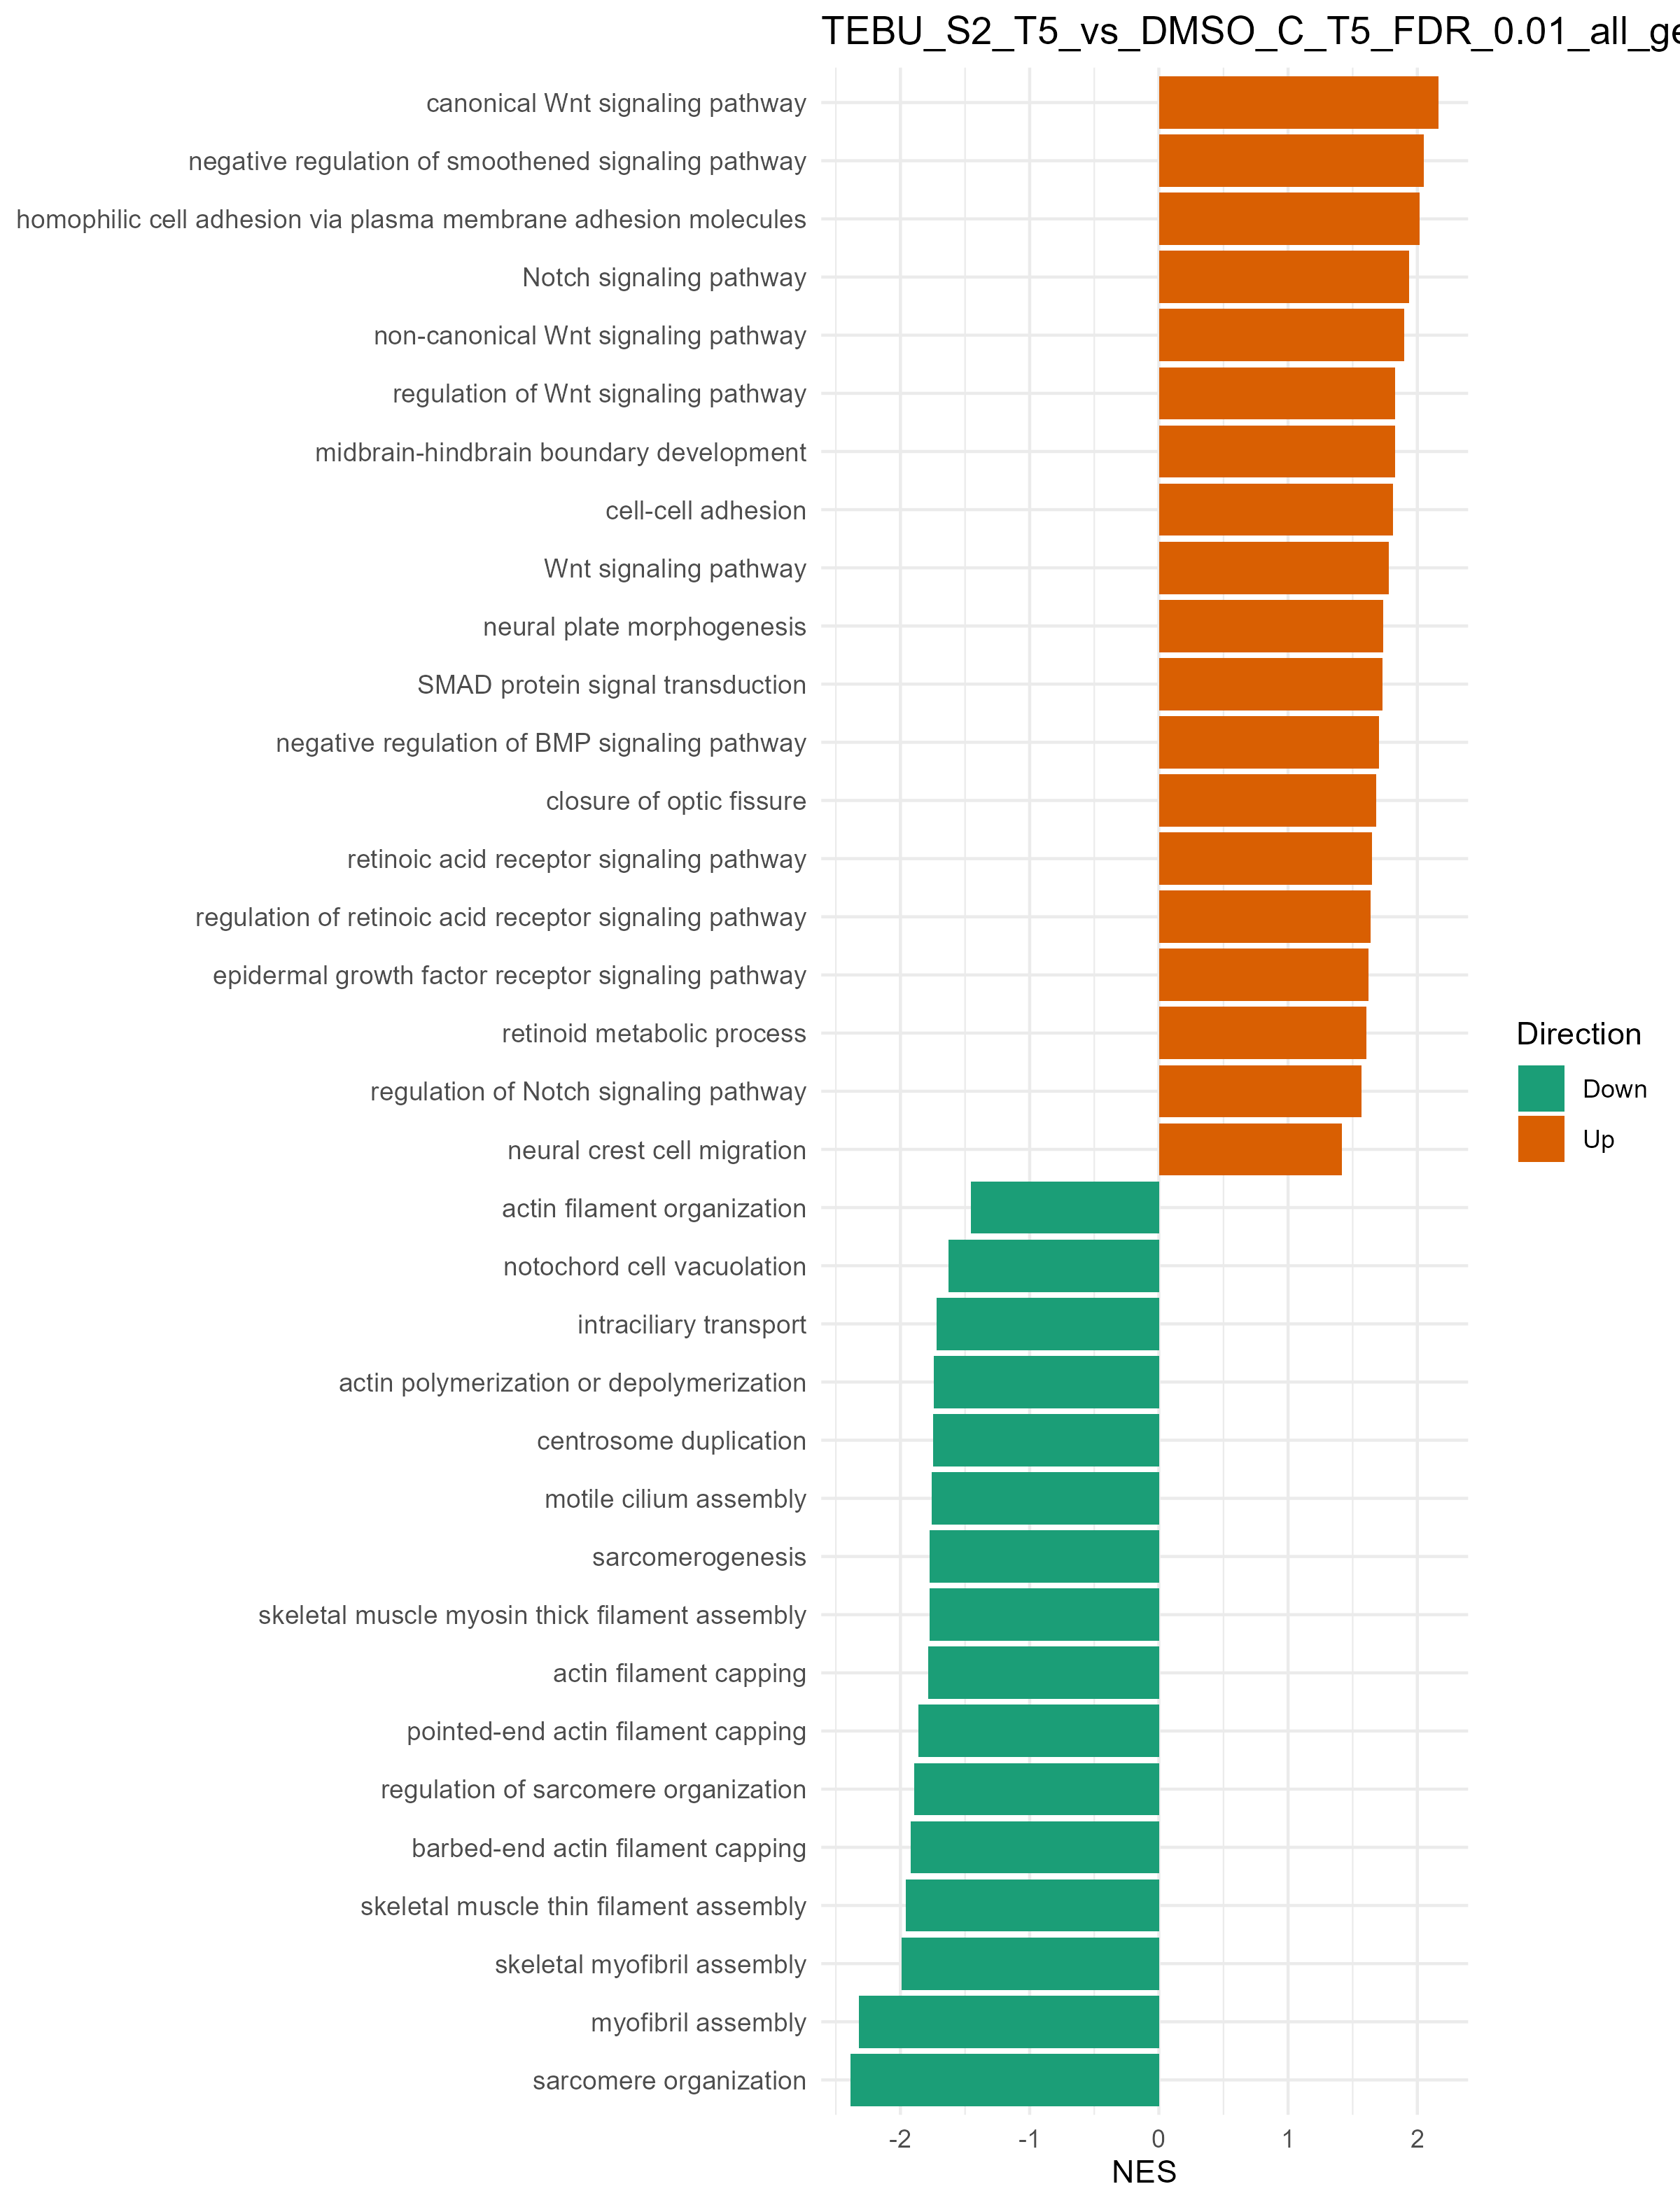 TEBU_S2_T5_vs_DMSO_C_T5_FDR_0.01_all_ge
canonical Wnt signaling pathway
negative regulation of smoothened signaling pathway
homophilic cell adhesion via plasma membrane adhesion molecules
Notch signaling pathway
non-canonical Wnt signaling pathway
regulation of Wnt signaling pathway
midbrain-hindbrain boundary development
cell-cell adhesion
Wnt signaling pathway
neural plate morphogenesis
SMAD protein signal transduction
negative regulation of BMP signaling pathway
closure of optic fissure
retinoic acid receptor signaling pathway
regulation of retinoic acid receptor signaling pathway
epidermal growth factor receptor signaling pathway
retinoid metabolic process
regulation of Notch signaling pathway
neural crest cell migration
actin filament organization
notochord cell vacuolation
intraciliary transport
actin polymerization or depolymerization
centrosome duplication
motile cilium assembly
sarcomerogenesis
skeletal muscle myosin thick filament assembly
actin filament capping
pointed-end actin filament capping
regulation of sarcomere organization
barbed-end actin filament capping
skeletal muscle thin filament assembly
skeletal myofibril assembly
myofibril assembly
sarcomere organization
-2 -1 0 1 2
NES
Direction
Down
Up